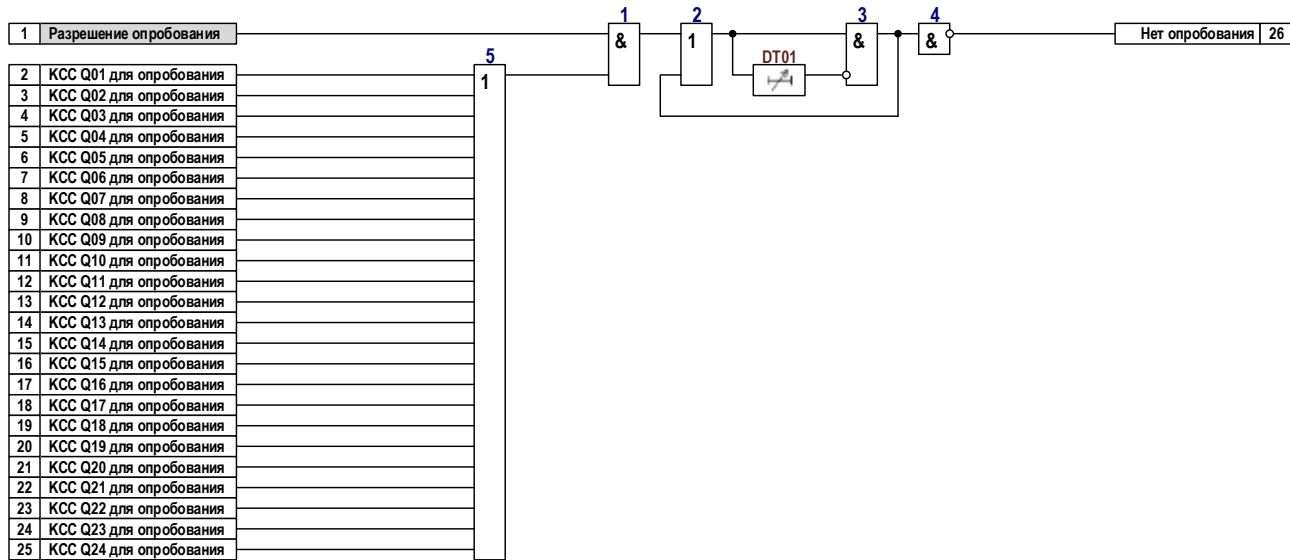 1 2 3 4
1 Разрешение опробования & 1 & & Нет опробования 26
DT01
5
2 КСС Q01 для опробования 1
3 КСС Q02 для опробования
4 КСС Q03 для опробования
5 КСС Q04 для опробования
6 КСС Q05 для опробования
7 КСС Q06 для опробования
8 КСС Q07 для опробования
9 КСС Q08 для опробования
10 КСС Q09 для опробования
11 КСС Q10 для опробования
12 КСС Q11 для опробования
13 КСС Q12 для опробования
14 КСС Q13 для опробования
15 КСС Q14 для опробования
16 КСС Q15 для опробования
17 КСС Q16 для опробования
18 КСС Q17 для опробования
19 КСС Q18 для опробования
20 КСС Q19 для опробования
21 КСС Q20 для опробования
22 КСС Q21 для опробования
23 КСС Q22 для опробования
24 КСС Q23 для опробования
25 КСС Q24 для опробования